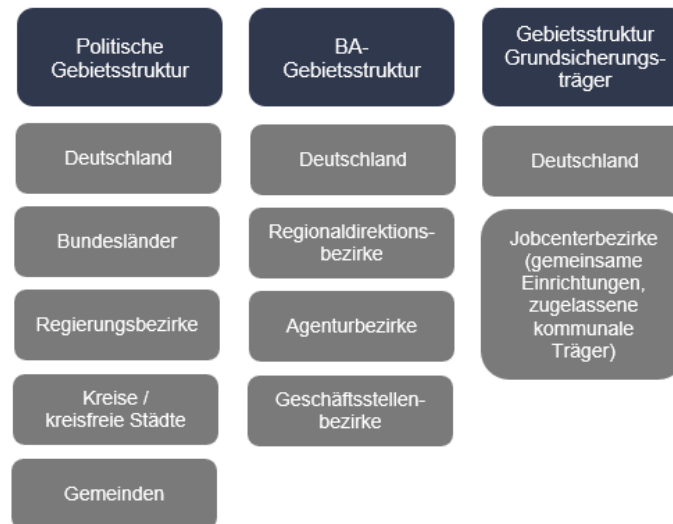 Politische
Gebietsstruktur
Deutschland
Bundesländer
Regierungsbezirke
Kreise /
kreisfreie Städte
Gemeinden
BA-
Gebietsstruktur
Deutschland
Regionaldirektions-
bezirke
Agenturbezirke
Geschäftsstellen-
bezirke
Gebietsstruktur
Grundsicherungs-
träger
Deutschland
Jobcenterbezirke
(gemeinsame
Einrichtungen,
zugelassene
kommunale
Träger)